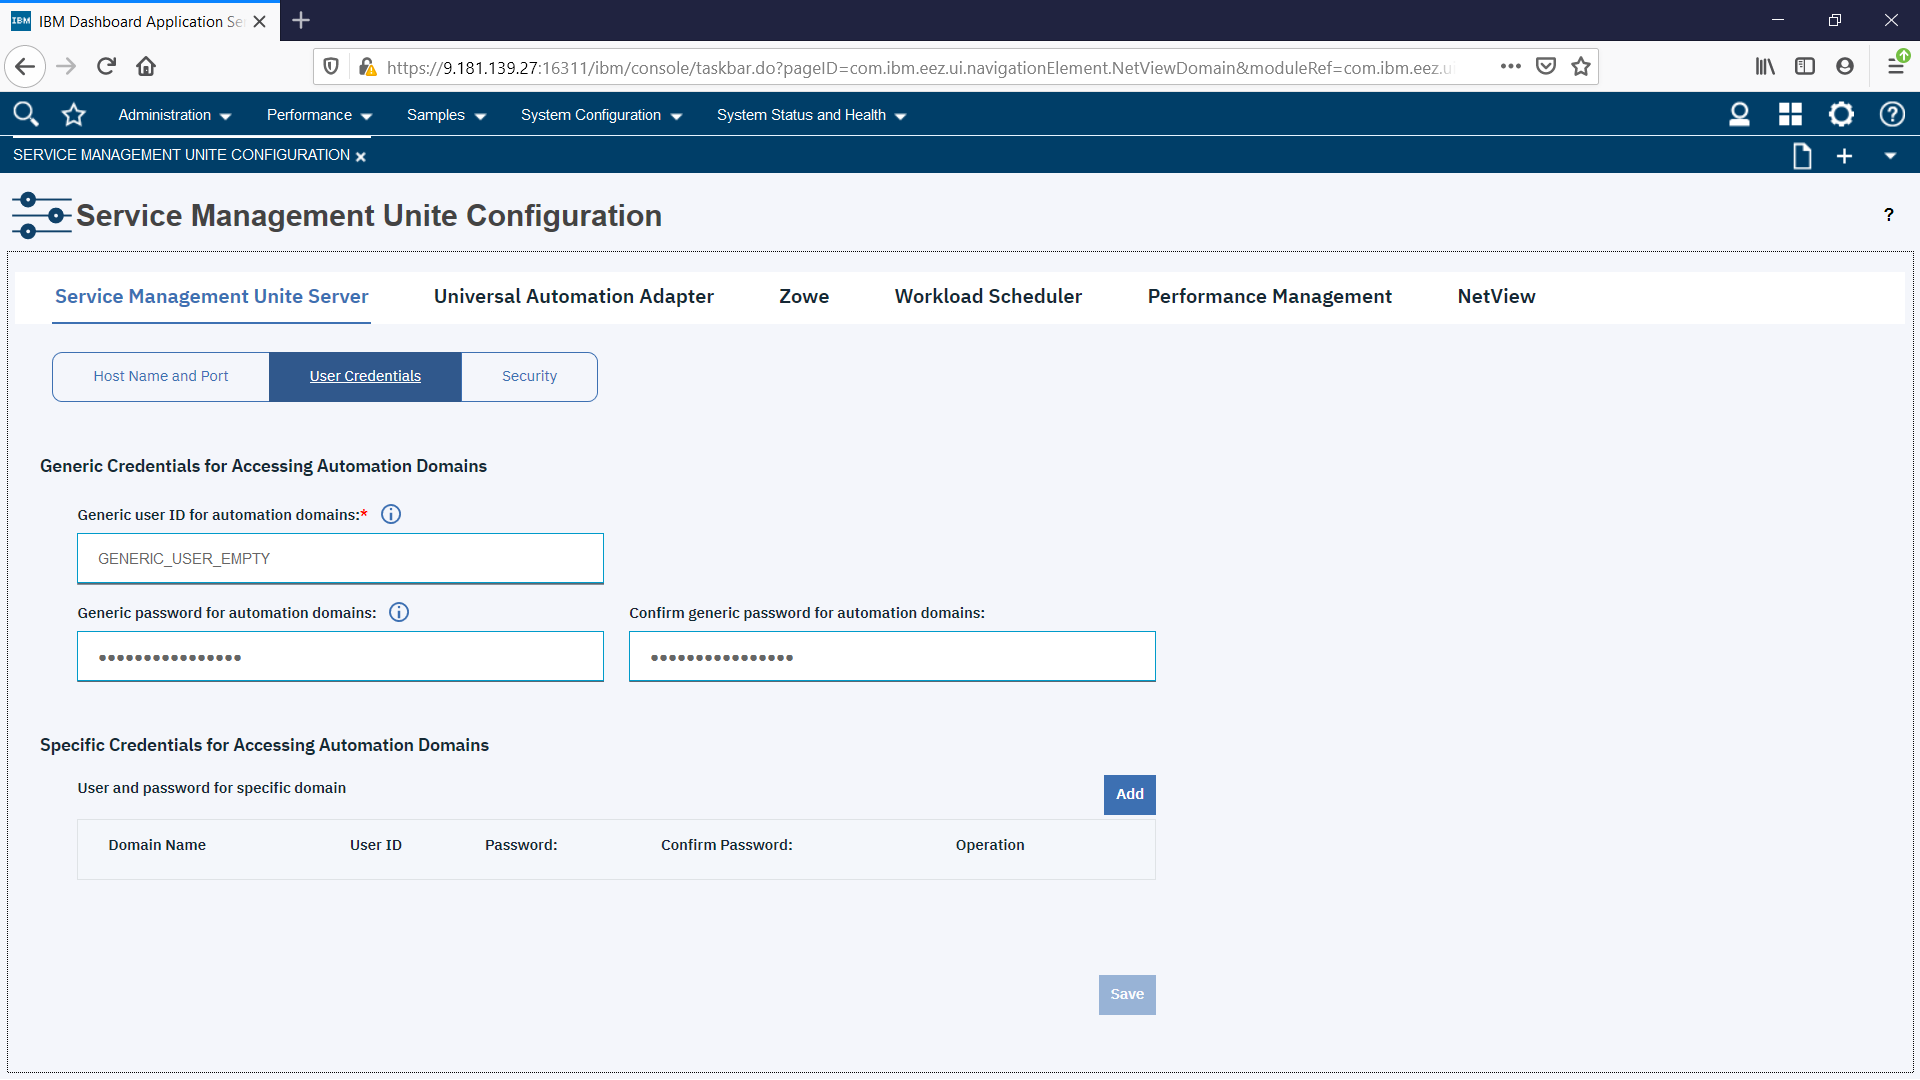 IBM IBM Dashboard Application Se
https://9.181.139.27:16311/ibm/console/taskbar.do?pageID=com.ibm.eez.ui.navigationElement.NetViewDomain&moduleRef=com.ibm.eez.u
Administration Performance Samples System Configuration System Status and Health
SERVICE MANAGEMENT UNITE CONFIGURATION
Service Management Unite Configuration ?
Service Management Unite Server Universal Automation Adapter Zowe Workload Scheduler Performance Management NetView
Host Name and Port User Credentials Security
Generic Credentials for Accessing Automation Domains
Generic user ID for automation domains:*
GENERIC_USER_EMPTY
Generic password for automation domains: Confirm generic password for automation domains:
Specific Credentials for Accessing Automation Domains
User and password for specific domain Add
Domain Name User ID Password: Confirm Password: Operation
Save